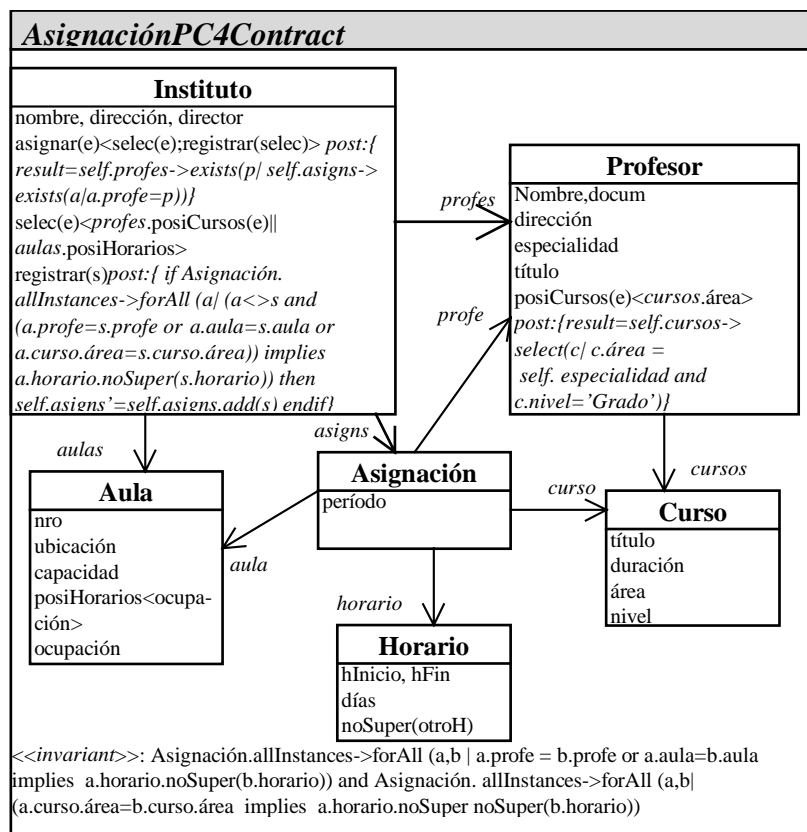 AsignaciónPC4Contract
Instituto
nombre, dirección, director
asignar(e)<selec(e);registrar(selec)> post:{
result=self.profes->exists(p| self.asigns->
exists(a|a.profe=p))}
selec(e)<profes.posiCursos(e)||
aulas.posiHorarios>
registrar(s)post:{ if Asignación.
allInstances->forAll (a| (a<>s and
(a.profe=s.profe or a.aula=s.aula or
a.curso.área=s.curso.área)) implies
a.horario.noSuper(s.horario)) then
self.asigns’=self.asigns.add(s) endif}
profes
Profesor
Nombre,docum
dirección
especialidad
título
posiCursos(e)<cursos.área>
post:{result=self.cursos->
select(c| c.área =
self. especialidad and
c.nivel=’Grado’)}
profe
asigns
aulas
cursos
Aula
nro
ubicación
capacidad
posiHorarios<ocupa-
ción>
ocupación
Asignación
período
curso
aula
Curso
título
duración
área
nivel
horario
Horario
hInicio, hFin
días
noSuper(otroH)
<<invariant>>: Asignación.allInstances->forAll (a,b | a.profe = b.profe or a.aula=b.aula
implies a.horario.noSuper(b.horario)) and Asignación. allInstances->forAll (a,b|
(a.curso.área=b.curso.área implies a.horario.noSuper noSuper(b.horario))